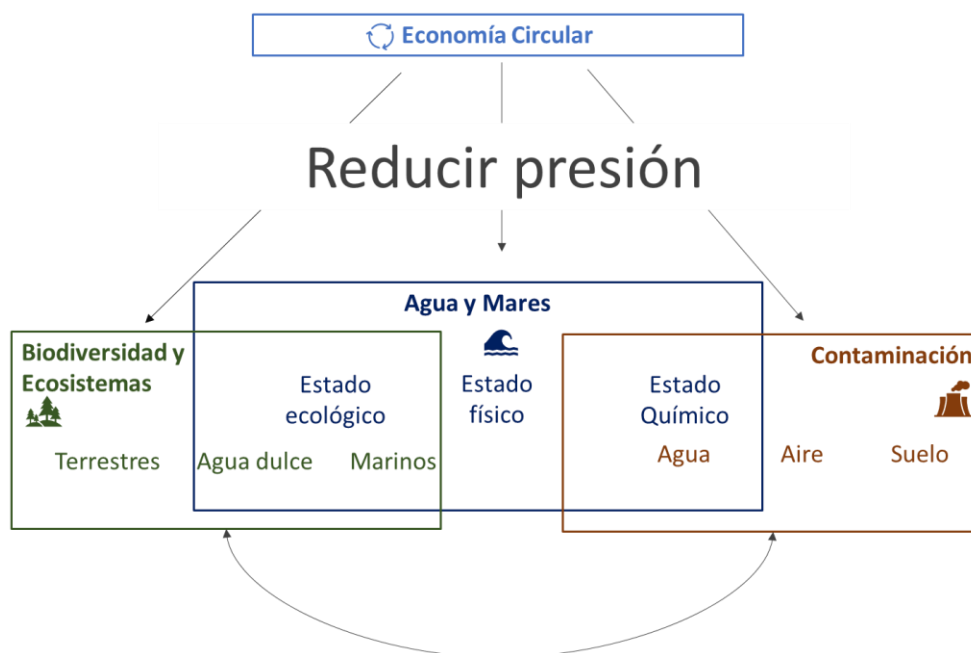 Economía Circular
Reducir presión
Agua y Mares
Biodiversidad y
Ecosistemas
Contaminación
Estado
ecológico
Estado
físico
Estado
Químico
Terrestres
Agua dulce
Marinos
Agua
Aire
Suelo